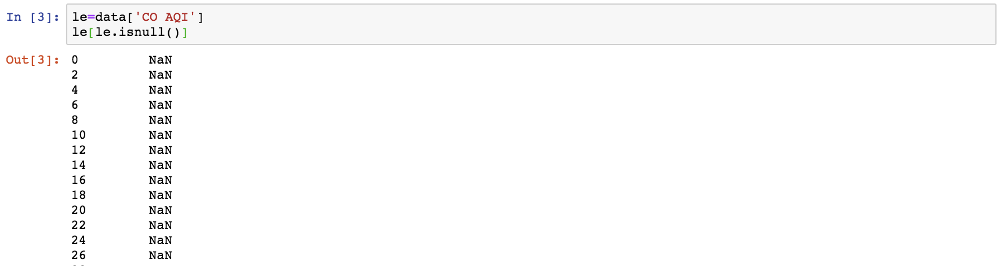 In [3]: le=data['CO AQI']
le[le.isnull()]
Out[3]: 0 NaN
2 NaN
4 NaN
6 NaN
8 NaN
10 NaN
12 NaN
14 NaN
16 NaN
18 NaN
20 NaN
22 NaN
24 NaN
26 NaN